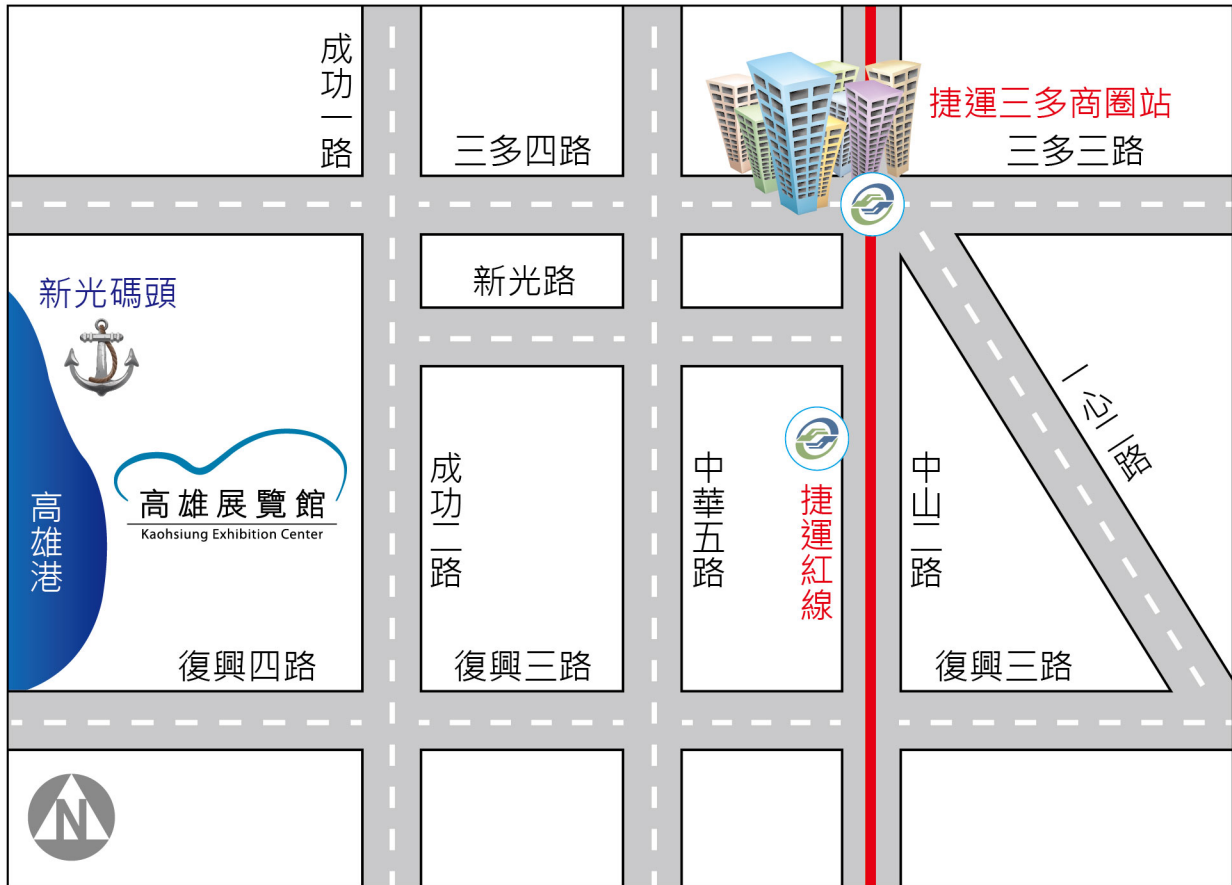 成功一路
三多四路
捷運三多商圈站
三多三路
新光碼頭
新光路
一心一路
高雄展覽館
Kaohsiung Exhibition Center
高雄港
成功二路
中華五路
捷運紅線
中山二路
復興四路
復興三路
復興三路
N